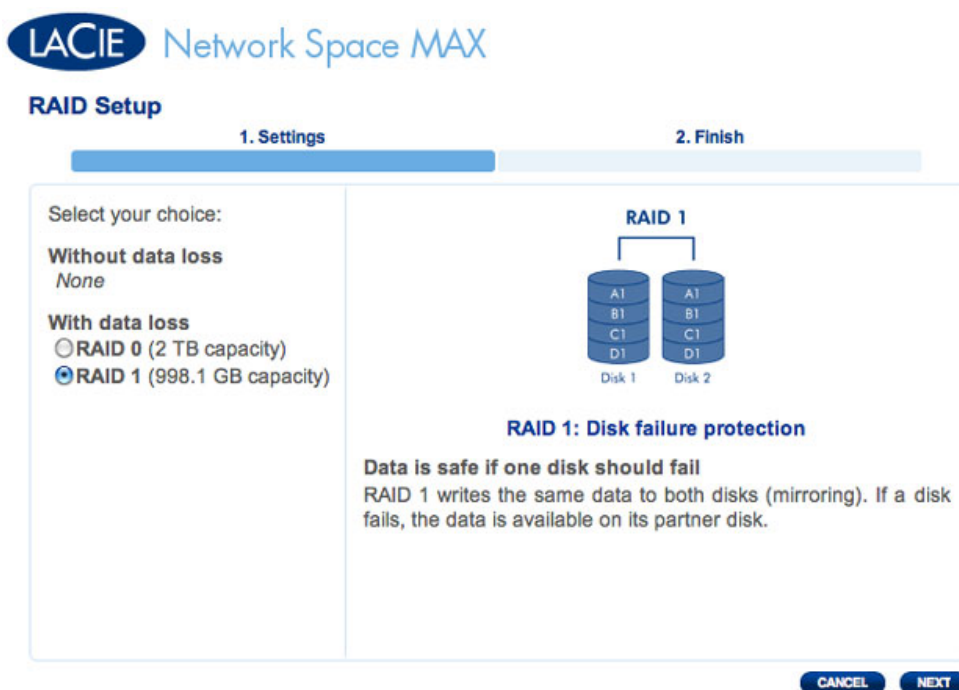 LACIE Network Space MAX
RAID Setup
1. Settings
2. Finish
Select your choice:
Without data loss
None
With data loss
RAID 0 (2 TB capacity)
RAID 1 (998.1 GB capacity)
RAID 1
A1 A1
B1 B1
C1 C1
D1 D1
Disk 1 Disk 2
RAID 1: Disk failure protection
Data is safe if one disk should fail
RAID 1 writes the same data to both disks (mirroring). If a disk
fails, the data is available on its partner disk.
CANCEL NEXT